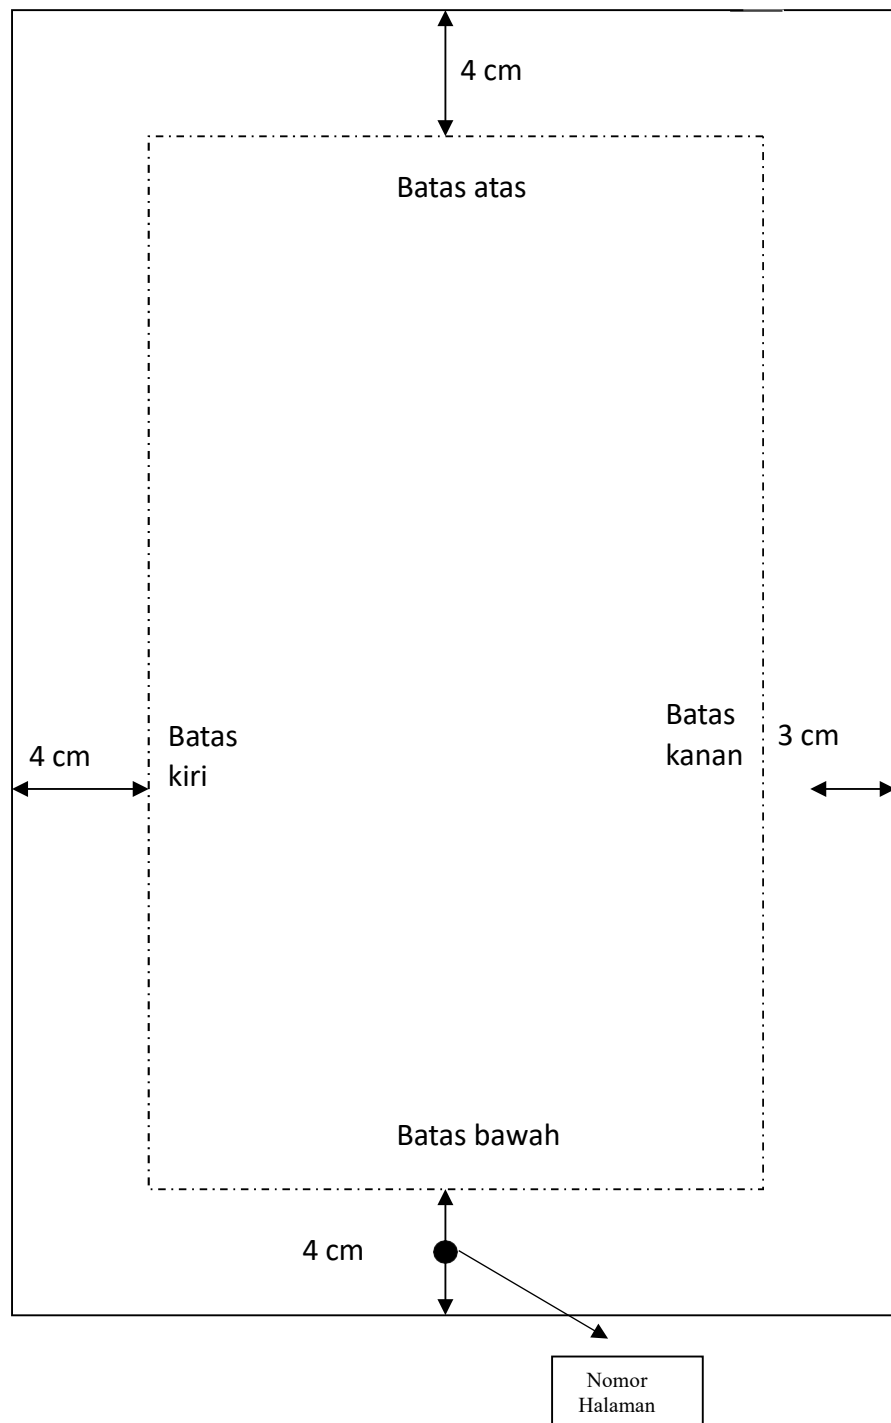 4 cm
Batas atas
Batas
kanan
3 cm
4 cm
Batas
kiri
Batas bawah
4 cm
Nomor
Halaman